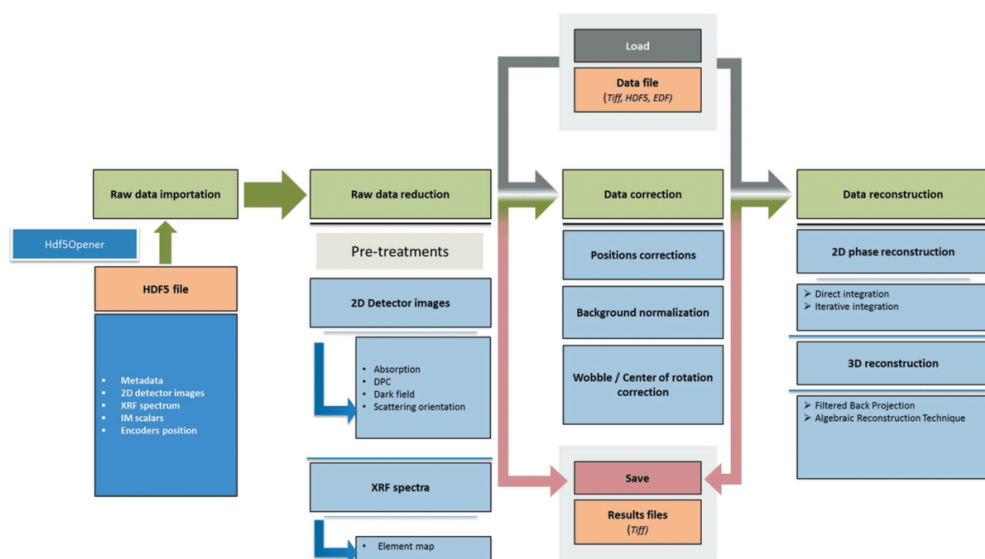 Load
Data file
(Tiff, HDF5, EDF)
Raw data importation
Raw data reduction
Data correction
Data reconstruction
Hdf5Opener
HDF5 file
• Metadata
• 2D detector images
• XRF spectrum
• IM scalars
• Encoders position
Pre-treatments
2D Detector images
• Absorption
• DPC
• Dark field
• Scattering orientation
XRF spectra
• Element map
Positions corrections
Background normalization
Wobble / Center of rotation
correction
Save
Results files
(Tiff)
2D phase reconstruction
➢ Direct integration
➢ Iterative integration
3D reconstruction
➢ Filtered Back Projection
➢ Algebraic Reconstruction Technique